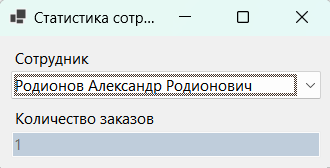 Статистика сотр...
Сотрудник
Родионов Александр Родионович
Количество заказов
1